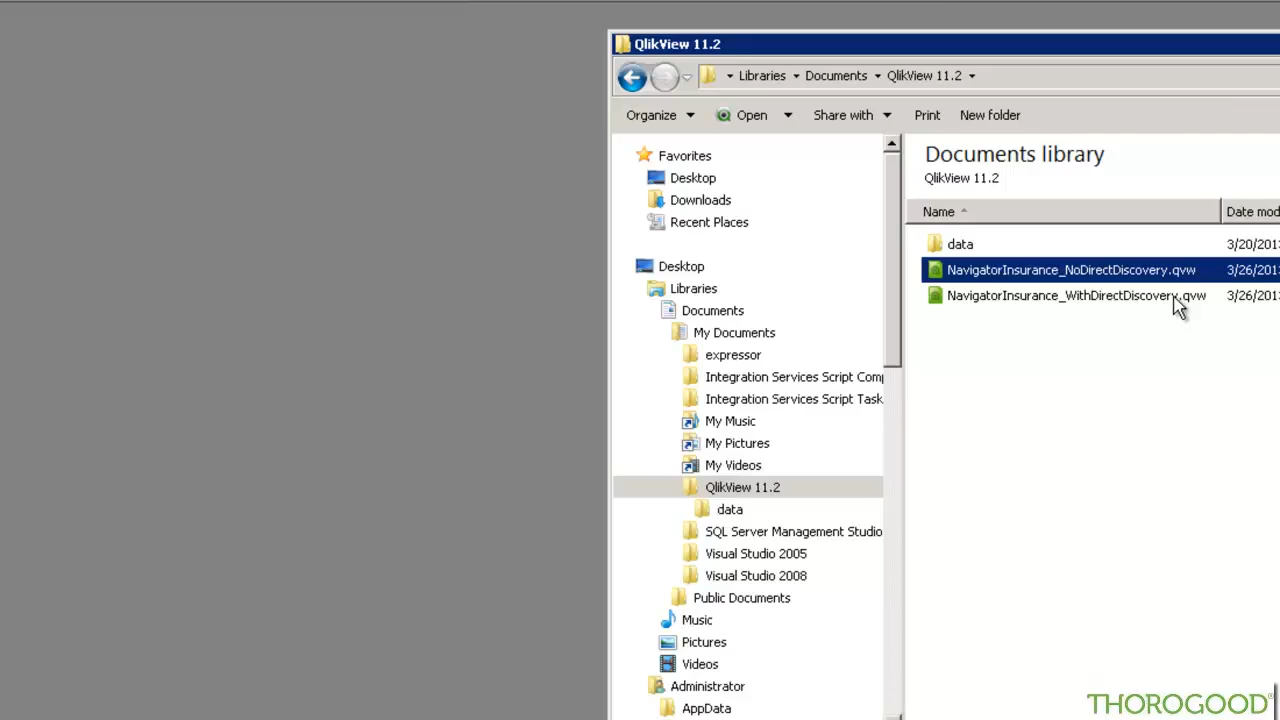 QlikView 11.2
Libraries Documents QlikView 11.2
Organize Open Share with Print New folder
Favorites
Desktop
Downloads
Recent Places
Desktop
Libraries
Documents
My Documents
expressor
Integration Services Script Comp
Integration Services Script Task
My Music
My Pictures
My Videos
QlikView 11.2
data
SQL Server Management Studio
Visual Studio 2005
Visual Studio 2008
Public Documents
Music
Pictures
Videos
Administrator
AppData
Documents library
QlikView 11.2
Name Date mod
data 3/20/201
NavigatorInsurance_NoDirectDiscovery.qvw 3/26/201
NavigatorInsurance_WithDirectDiscovery.qvw 3/26/201
THOROGOOD®